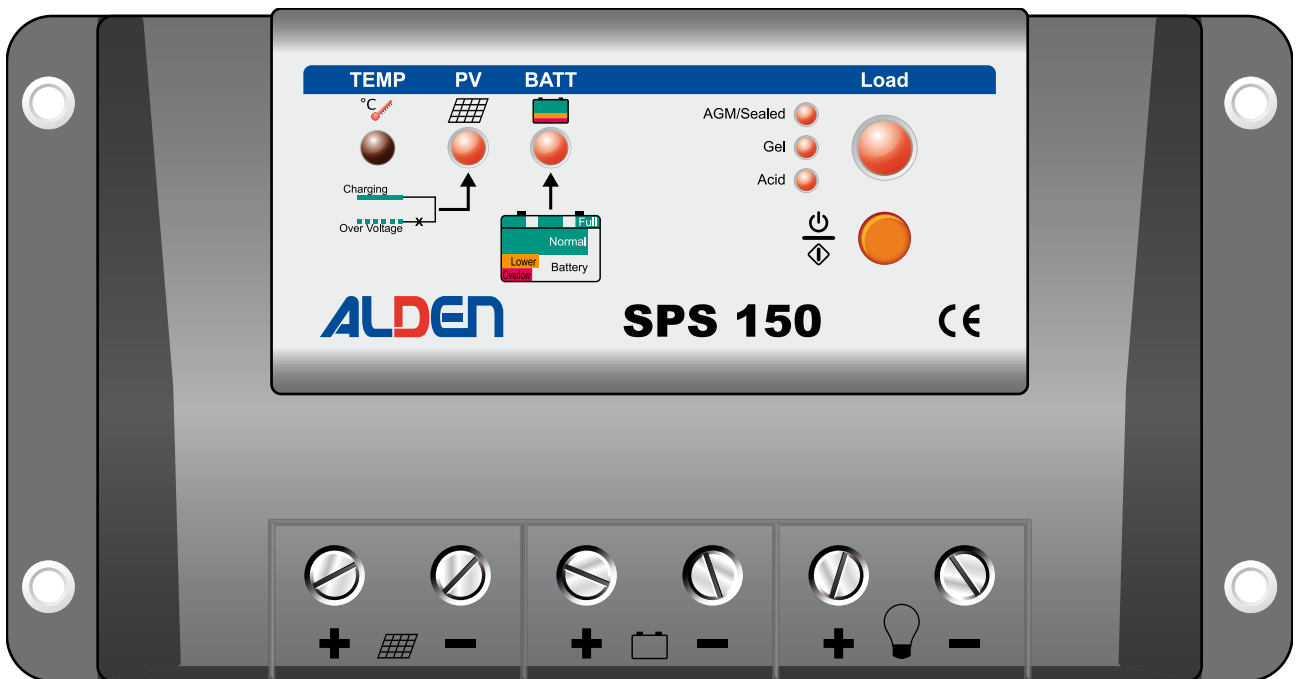 TEMP PV BATT Load
°C
AGM/Sealed
Gel
Acid
Charging
Over Voltage
x
Full
Normal
Lower
Battery
Overlow
ALDEN SPS 150 CE
+ - + - + -